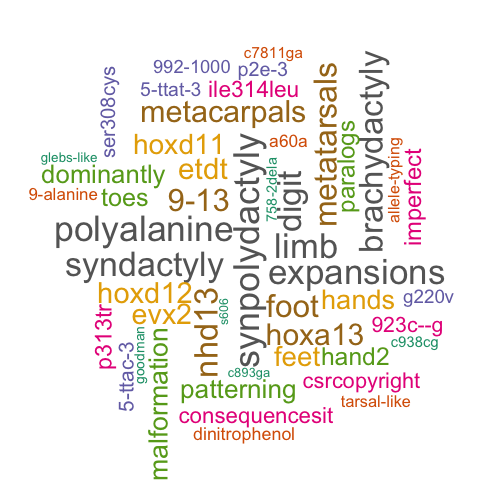 c7811ga
992-1000
p2e-3
5-ttat-3
ile314leu
ser308cys
metacarpals
metatarsals
brachydactyly
hoxd11
a60a
paralogs
allele-typing
imperfect
glebs-like
etdt
synpolydactyly
758-2dela
digit
dominantly
9-alanine
toes
9-13
polyalanine
limb
syndactyly
expansions
hoxd12
nhd13
s606
foot
hands
g220v
p313tr
evx2
hoxa13
923c--g
5-ttac-3
goodman
malformation
feet
hand2
c938cg
c893ga
patterning
csrcopyright
tarsal-like
consequencesit
dinitrophenol